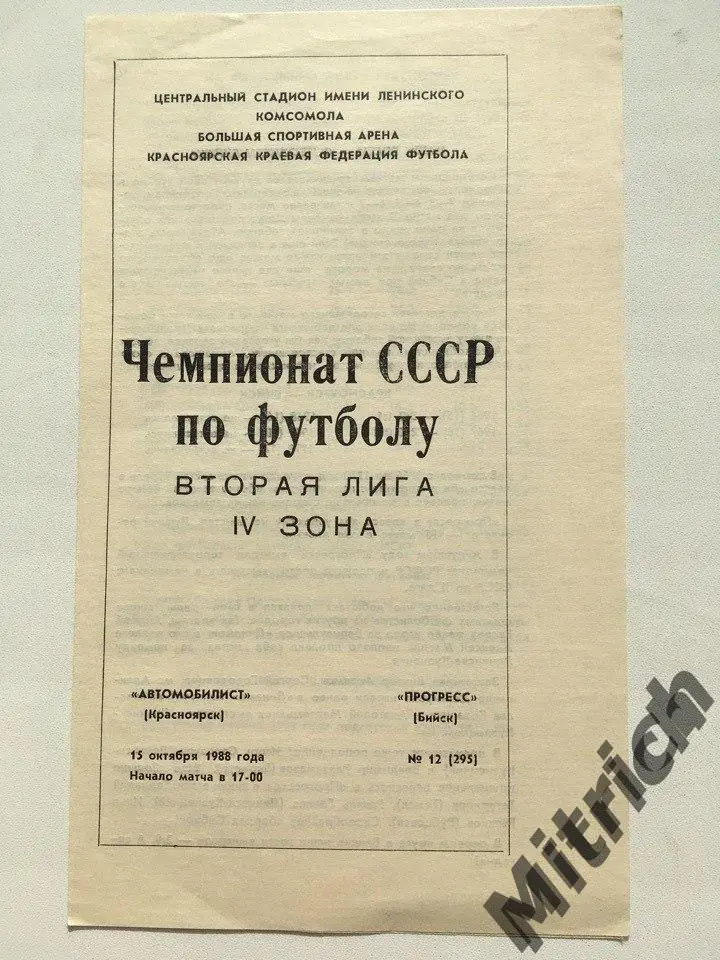 ЦЕНТРАЛЬНЫЙ СТАДИОН ИМЕНИ ЛЕНИНСКОГО
КОМСОМОЛА
БОЛЬШАЯ СПОРТИВНАЯ АРЕНА
КРАСНОЯРСКАЯ КРАЕВАЯ ФЕДЕРАЦИЯ ФУТБОЛА
Чемпионат СССР
по футболу
ВТОРАЯ ЛИГА
IV ЗОНА
«АВТОМОБИЛИСТ»
(Красноярск)
«ПРОГРЕСС»
(Бийск)
15 октября 1988 года
Начало матча в 17-00
№ 12 (295)
Mitrich